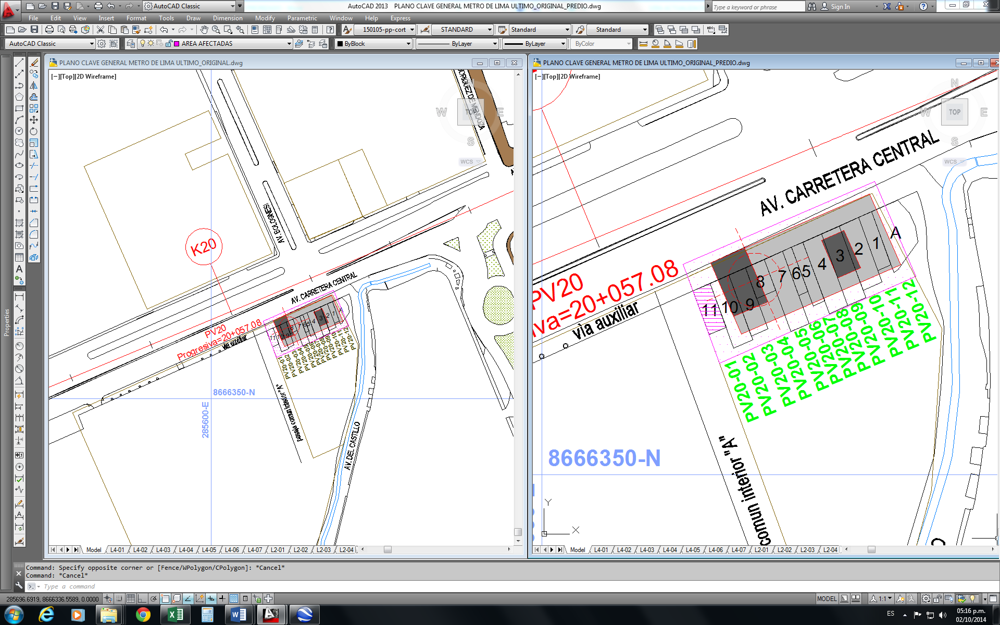 AutoCAD Classic
AutoCAD 2013 PLANO CLAVE GENERAL METRO DE LIMA ULTIMO_ORIGINAL_PREDIO.dwg
Type a keyword or phrase
Sign In
File Edit View Insert Format Tools Draw Dimension Modify Parametric Window Help Express
150105-pp-cort STANDARD Standard Standard
AutoCAD Classic AREA AFECTADAS ByBlock ByLayer ByLayer ByColor
Properties
PLANO CLAVE GENERAL METRO DE LIMA ULTIMO_ORIGINAL.dwg
[−][Top][2D Wireframe]
W TOP E
S
WCS
AV. BOLOGNESI
K20
AV. CARRETERA CENTRAL
PV20
Progresiva=20+057.08
via auxiliar
11 10 9 8 7 6 5 4 3 2 1 A
PV20-01
PV20-02
PV20-03
PV20-04
PV20-05
PV20-06
PV20-07
PV20-08
PV20-09
PV20-10
PV20-11
PV20-12
8666350-N
285600-E
pasaje comun interior "A"
AV. DEL CASTILLO
Model L4-01 L4-02 L4-03 L4-04 L4-05 L4-06 L4-07 L2-01 L2-02 L2-03 L2-04
PLANO CLAVE GENERAL METRO DE LIMA ULTIMO_ORIGINAL_PREDIO.dwg
[−][Top][2D Wireframe]
N
W TOP E
S
WCS
AV. CARRETERA CENTRAL
PV20
iva=20+057.08
vìa auxiliar
11 10 9 8 7 6 5 4 3 2 1 A
PV20-01
PV20-02
PV20-03
PV20-04
PV20-05
PV20-06
PV20-07
PV20-08
PV20-09
PV20-10
PV20-11
PV20-12
8666350-N
comun interior "A"
Y
X
Model L4-01 L4-02 L4-03 L4-04 L4-05 L4-06 L4-07 L2-01 L2-02 L2-03 L2-04
Command: Specify opposite corner or [Fence/WPolygon/CPolygon]: *Cancel*
Command: *Cancel*
Type a command
285696.6919, 8666336.5589, 0.0000
MODEL
1:1
ES
05:16 p.m.
02/10/2014